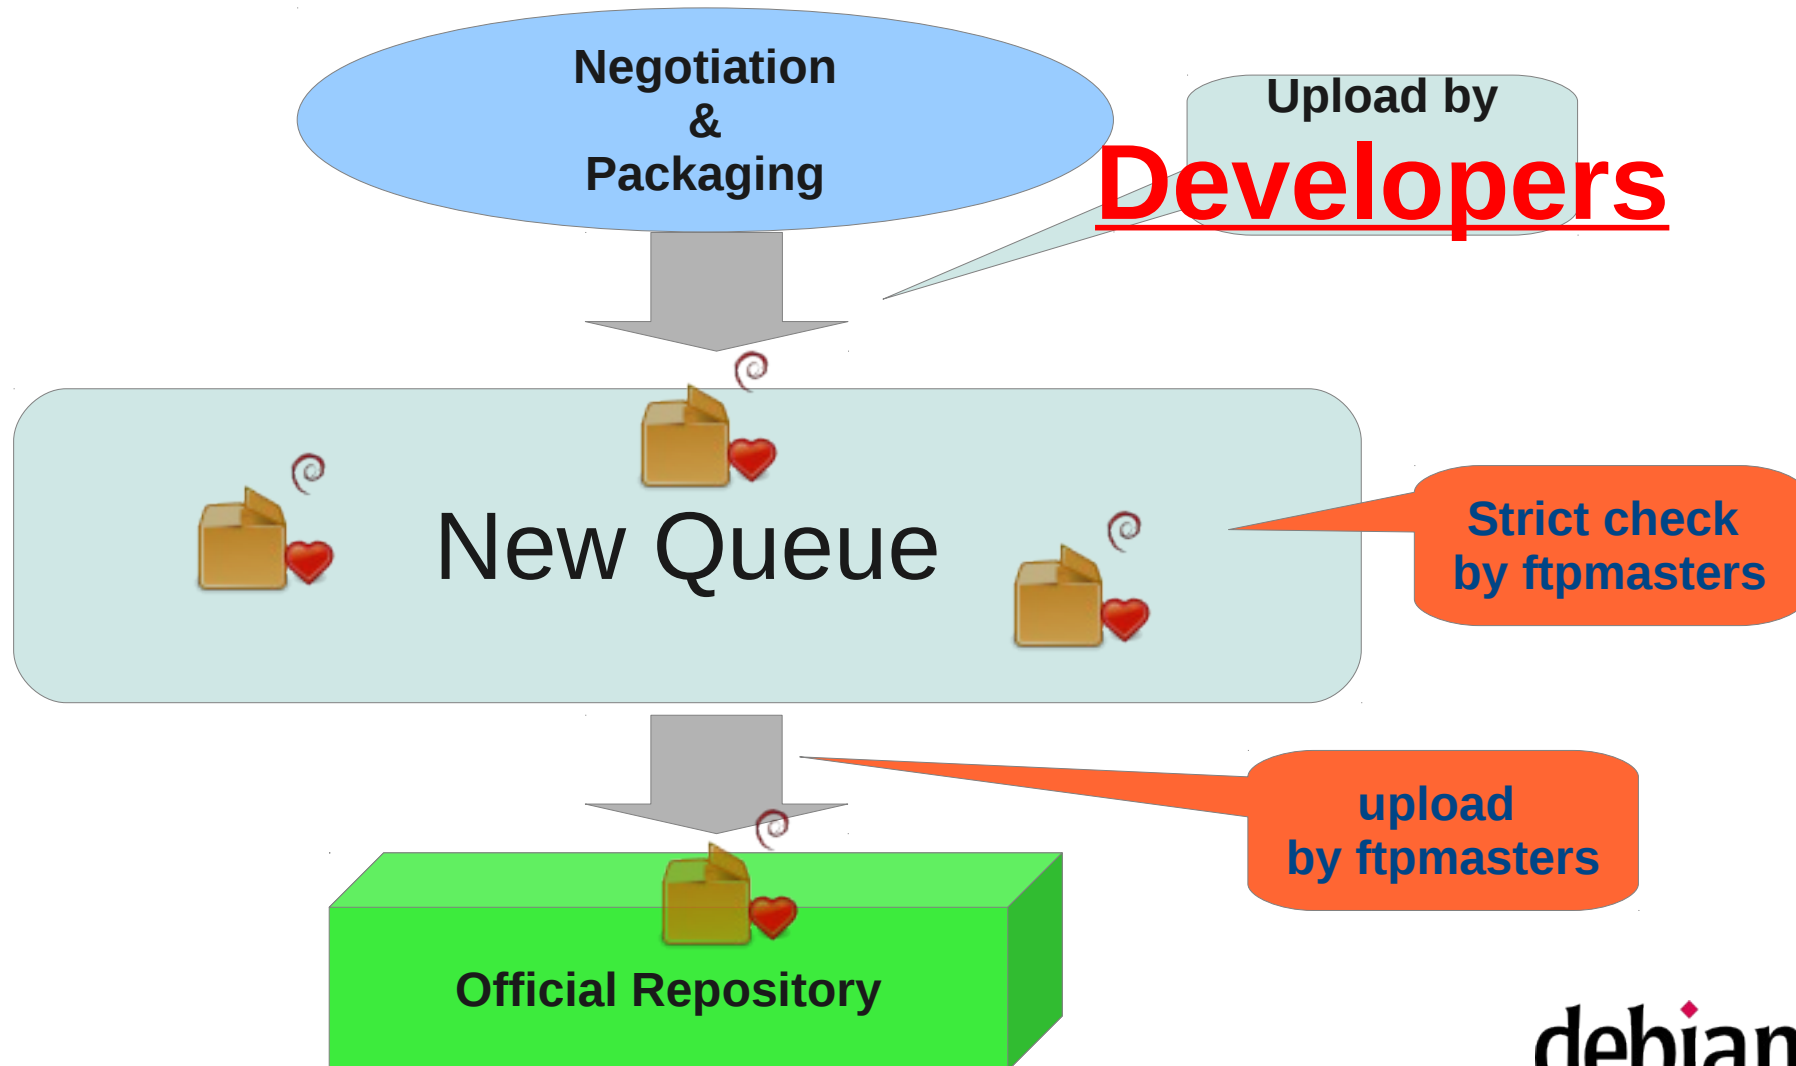 Negotiation
&
Packaging
Upload by
Developers
New Queue
Strict check
by ftpmasters
upload
by ftpmasters
Official Repository
debian